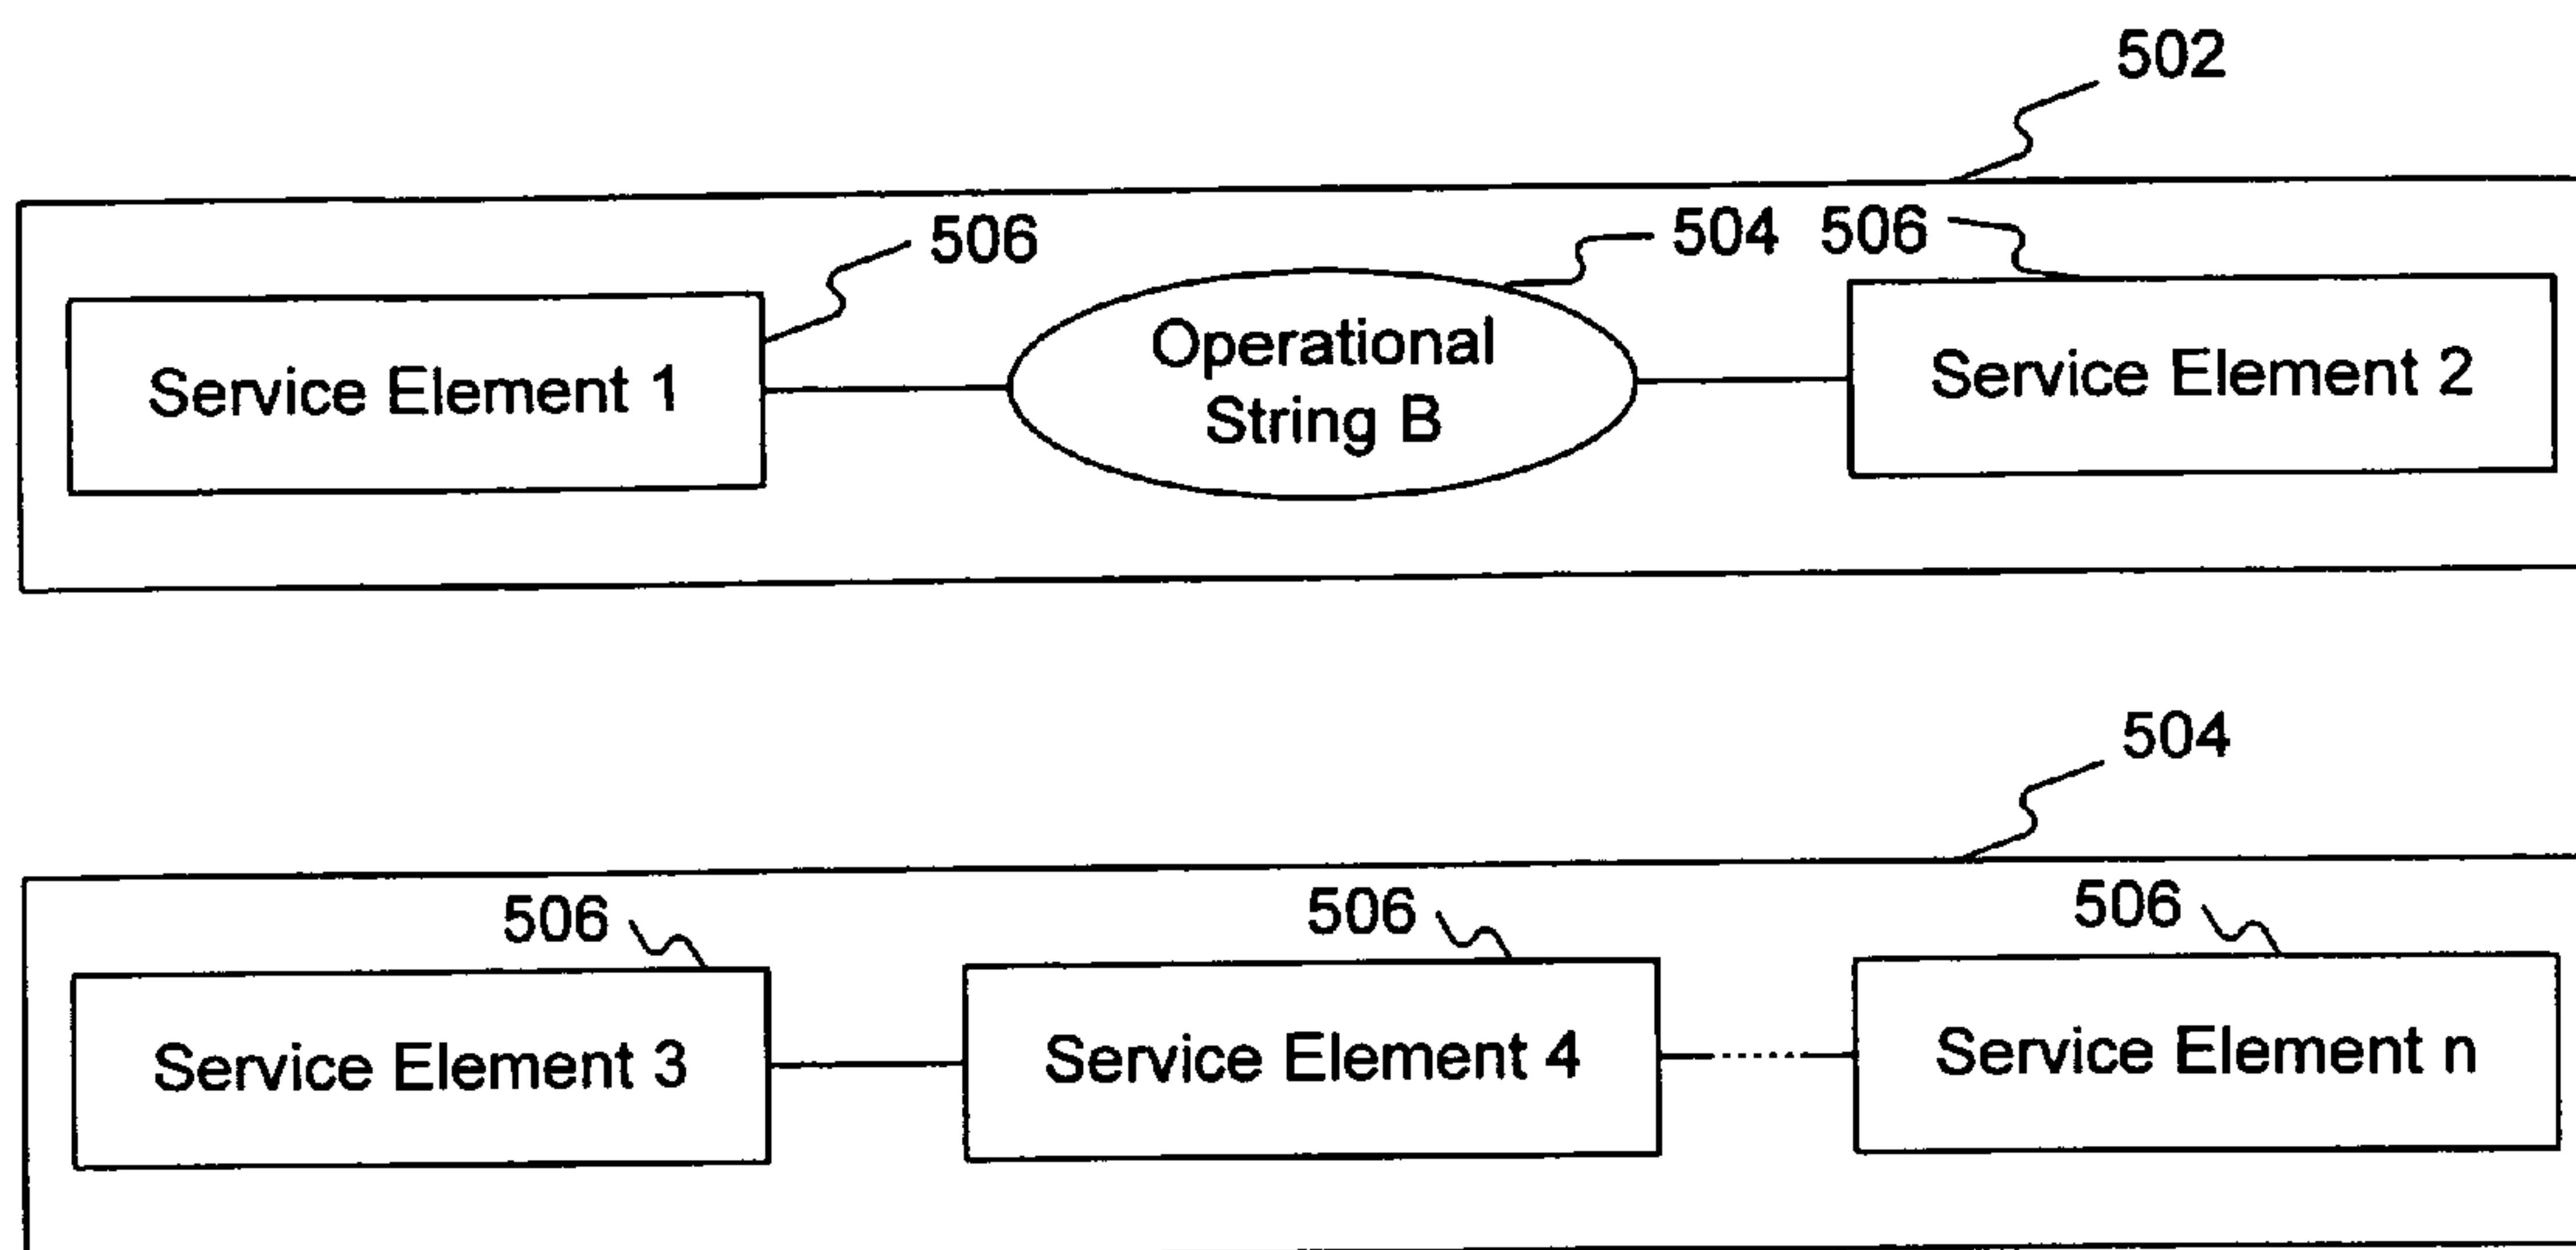 502
506
504 506
Service Element 1
Operational
String B
Service Element 2
504
506
506
506
Service Element 3
Service Element 4
Service Element n